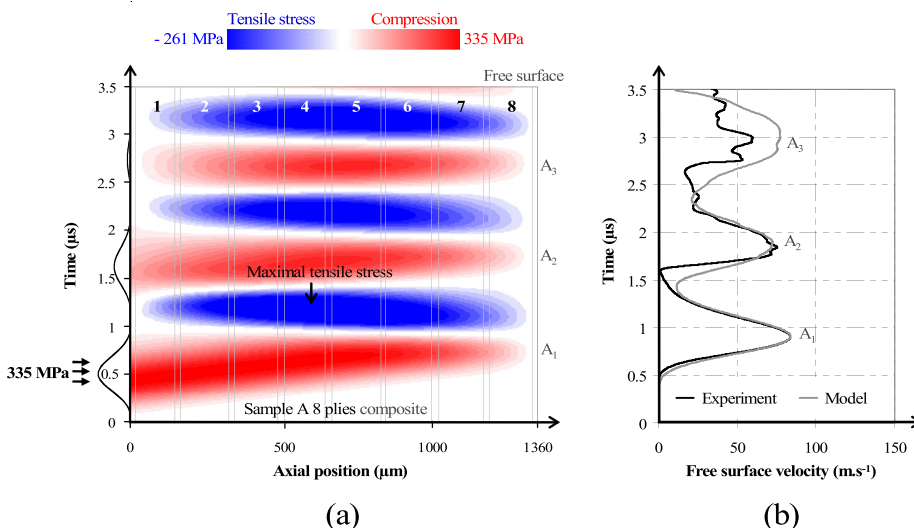 Tensile stress Compression
- 261 MPa 335 MPa
Free surface
3.5
3
2.5
2
1.5
1
0.5
0
Time (µs)
1 2 3 4 5 6 7 8
A3
A2
A1
Maximal tensile stress
335 MPa
Sample A 8 plies composite
0 500 1000 1360
Axial position (µm)
(a)
3.5
3
2.5
2
1.5
1
0.5
0
Time (µs)
A3
A2
A1
Experiment Model
0 50 100 150
Free surface velocity (m.s⁻¹)
(b)